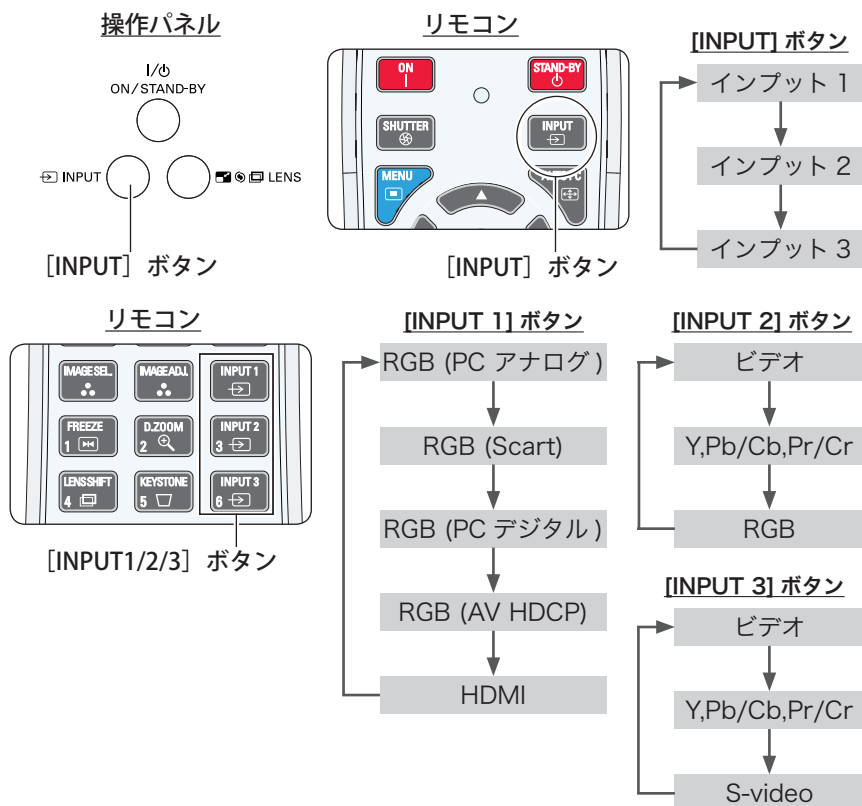 操作パネル
I/⏻
ON/STAND-BY
INPUT
LENS
［INPUT］ ボタン
リモコン
ON
STAND-BY
SHUTTER
INPUT
MENU
［INPUT］ ボタン
[INPUT] ボタン
インプット 1
インプット 2
インプット 3
リモコン
IMAGE SEL.
IMAGE ADJ.
INPUT 1
FREEZE
1
D.ZOOM
2
INPUT 2
3
LENS SHIFT
4
KEYSTONE
5
INPUT 3
6
［INPUT1/2/3］ ボタン
[INPUT 1] ボタン
RGB (PC アナログ )
RGB (Scart)
RGB (PC デジタル )
RGB (AV HDCP)
HDMI
[INPUT 2] ボタン
ビデオ
Y,Pb/Cb,Pr/Cr
RGB
[INPUT 3] ボタン
ビデオ
Y,Pb/Cb,Pr/Cr
S-video